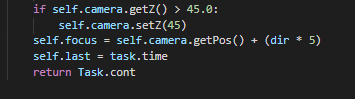 if self.camera.getZ() > 45.0:
self.camera.setZ(45)
self.focus = self.camera.getPos() + (dir * 5)
self.last = task.time
return Task.cont